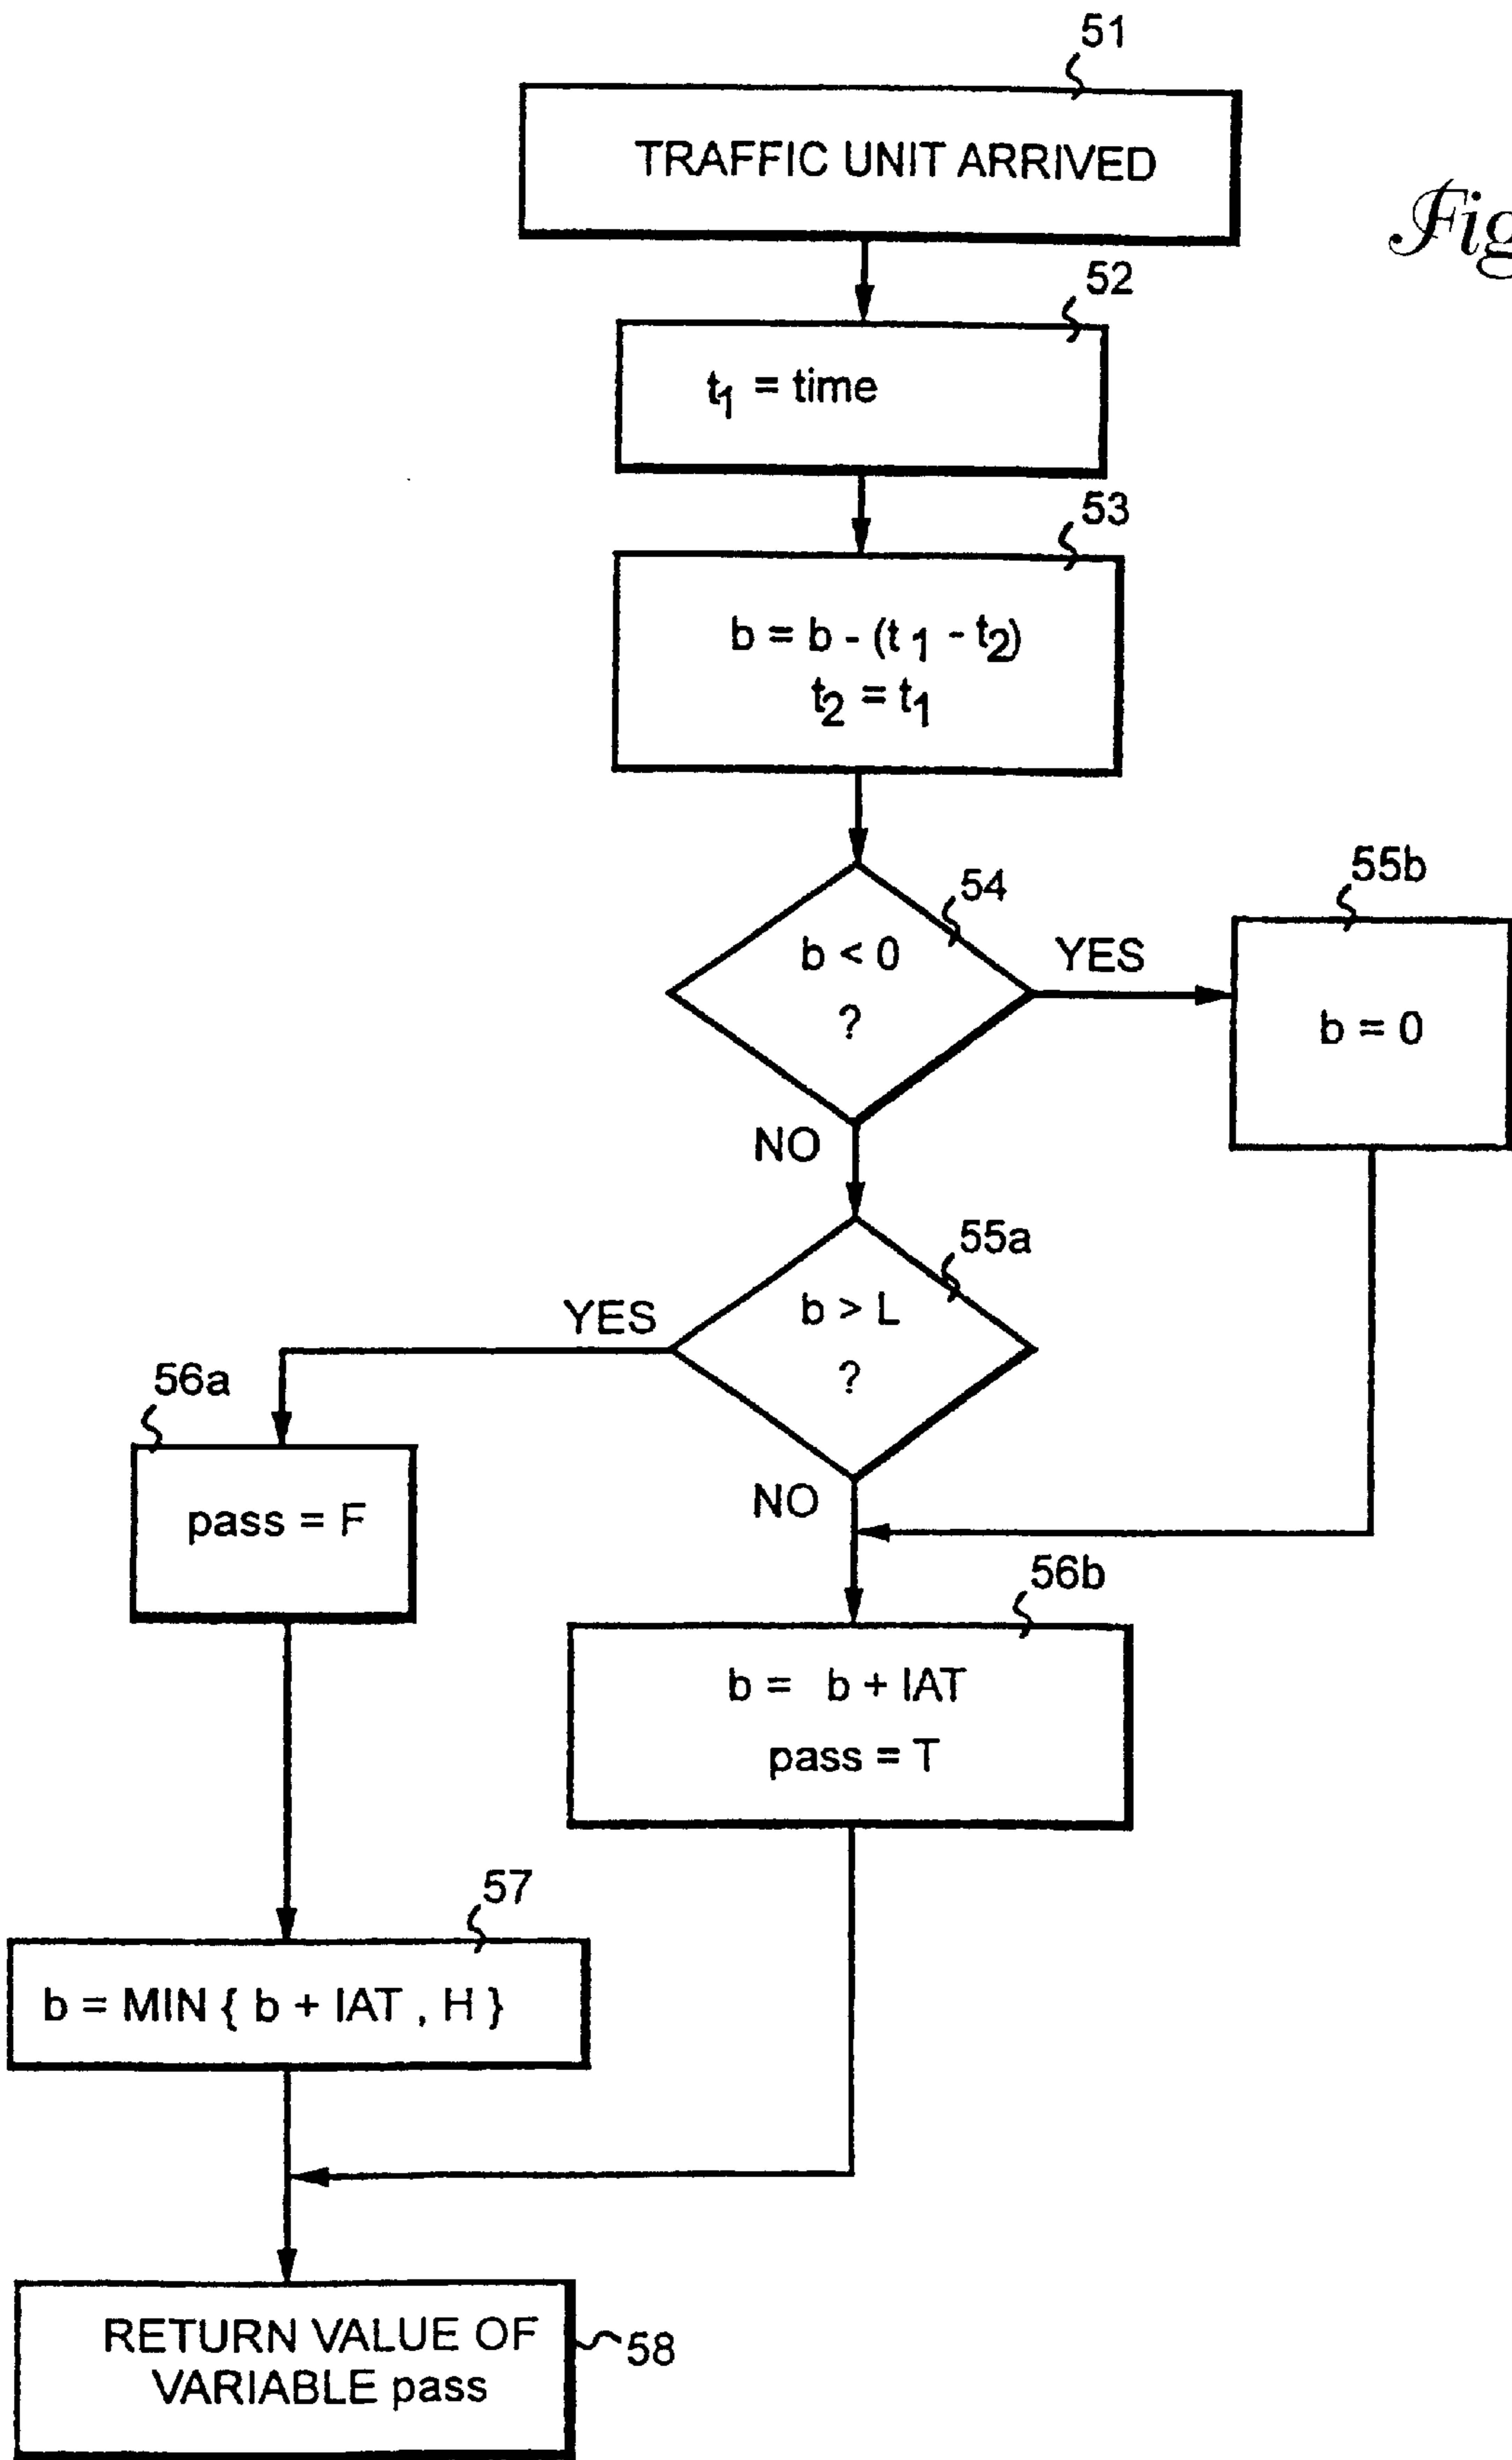 51
TRAFFIC UNIT ARRIVED
Fig
52
t1 = time
53
b = b - (t1 - t2)
t2 = t1
54
b < 0
?
YES
55b
b = 0
NO
55a
b > L
?
YES
56a
pass = F
NO
56b
b = b + IAT
pass = T
57
b = MIN { b + IAT , H }
RETURN VALUE OF
VARIABLE pass
58